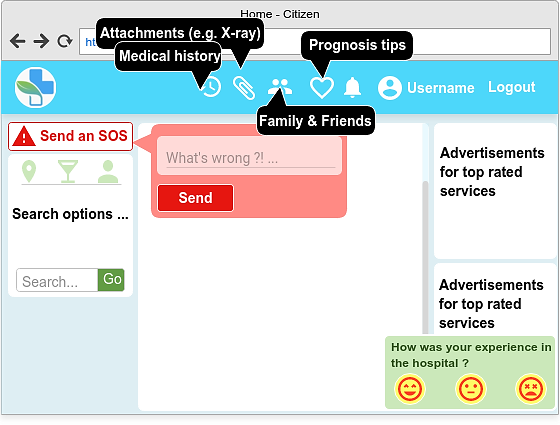 Home - Citizen
Attachments (e.g. X-ray)
htt
Medical history
Prognosis tips
Username
Logout
Family & Friends
Send an SOS
What's wrong ?! ...
Send
Search options ...
Search...
Go
Advertisements
for top rated
services
Advertisements
for top rated
services
How was your experience in
the hospital ?